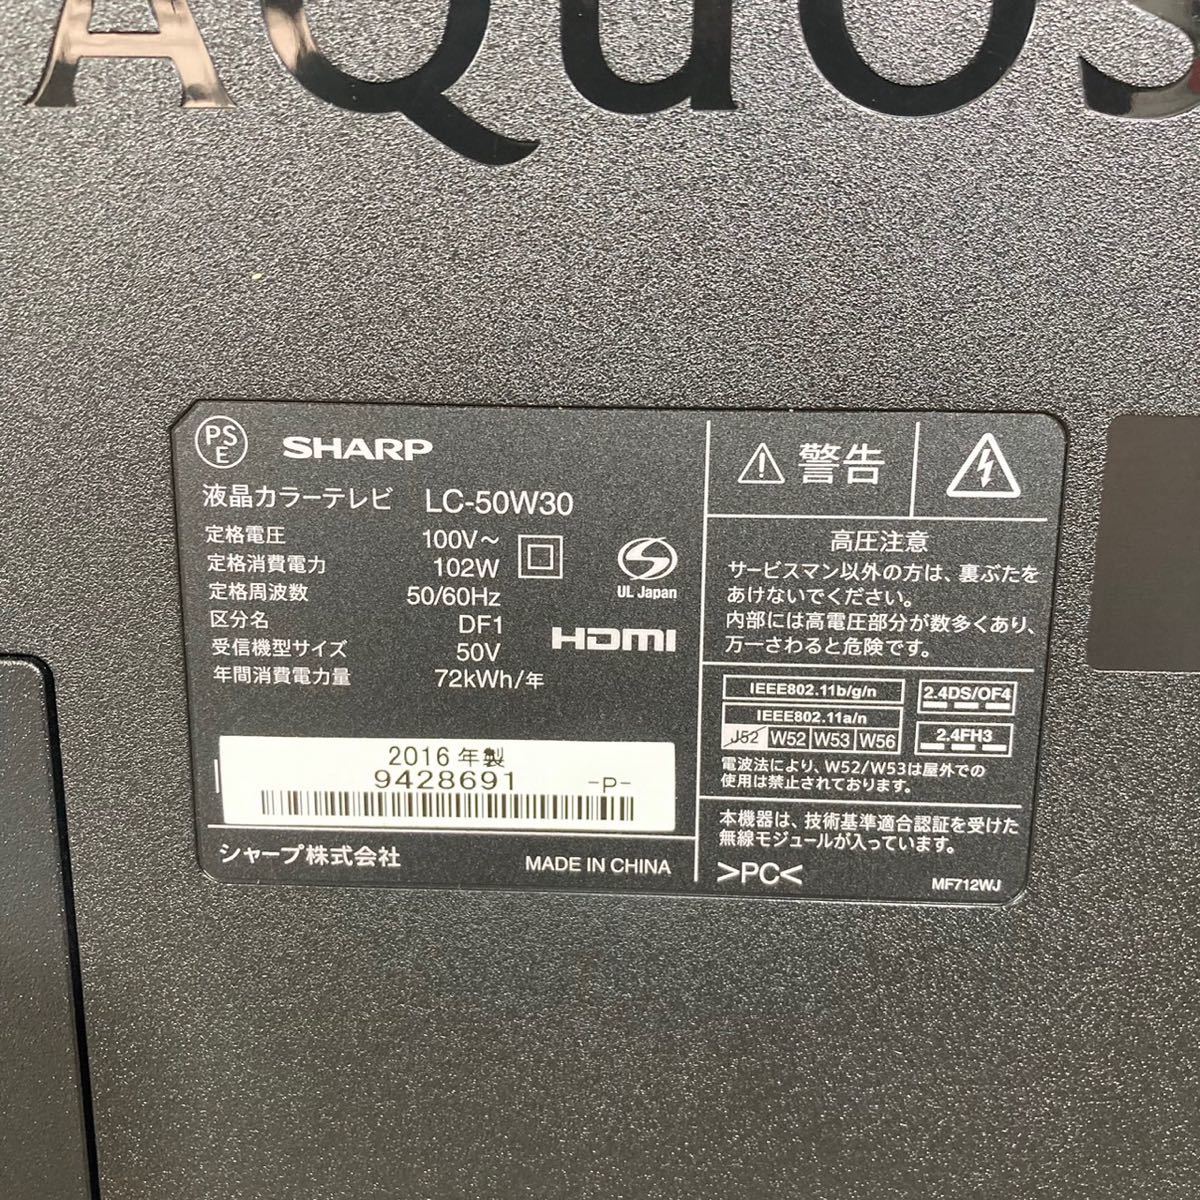 AQUOS
PSE
SHARP
液晶カラーテレビ LC-50W30
定格電圧 100V～
定格消費電力 102W
定格周波数 50/60Hz
区分名 DF1
受信機型サイズ 50V
年間消費電力量 72kWh/年
UL Japan
HDMI
2016年製
9428691 -P-
シャープ株式会社
MADE IN CHINA
警告
高圧注意
サービスマン以外の方は、裏ぶたを
あけないでください。
内部には高電圧部分が数多くあり、
万一さわると危険です。
IEEE802.11b/g/n
IEEE802.11a/n
J52 W52 W53 W56
2.4DS/OF4
2.4FH3
電波法により、W52/W53は屋外での
使用は禁止されております。
本機器は、技術基準適合認証を受けた
無線モジュールが入っています。
>PC<
MF712WJ